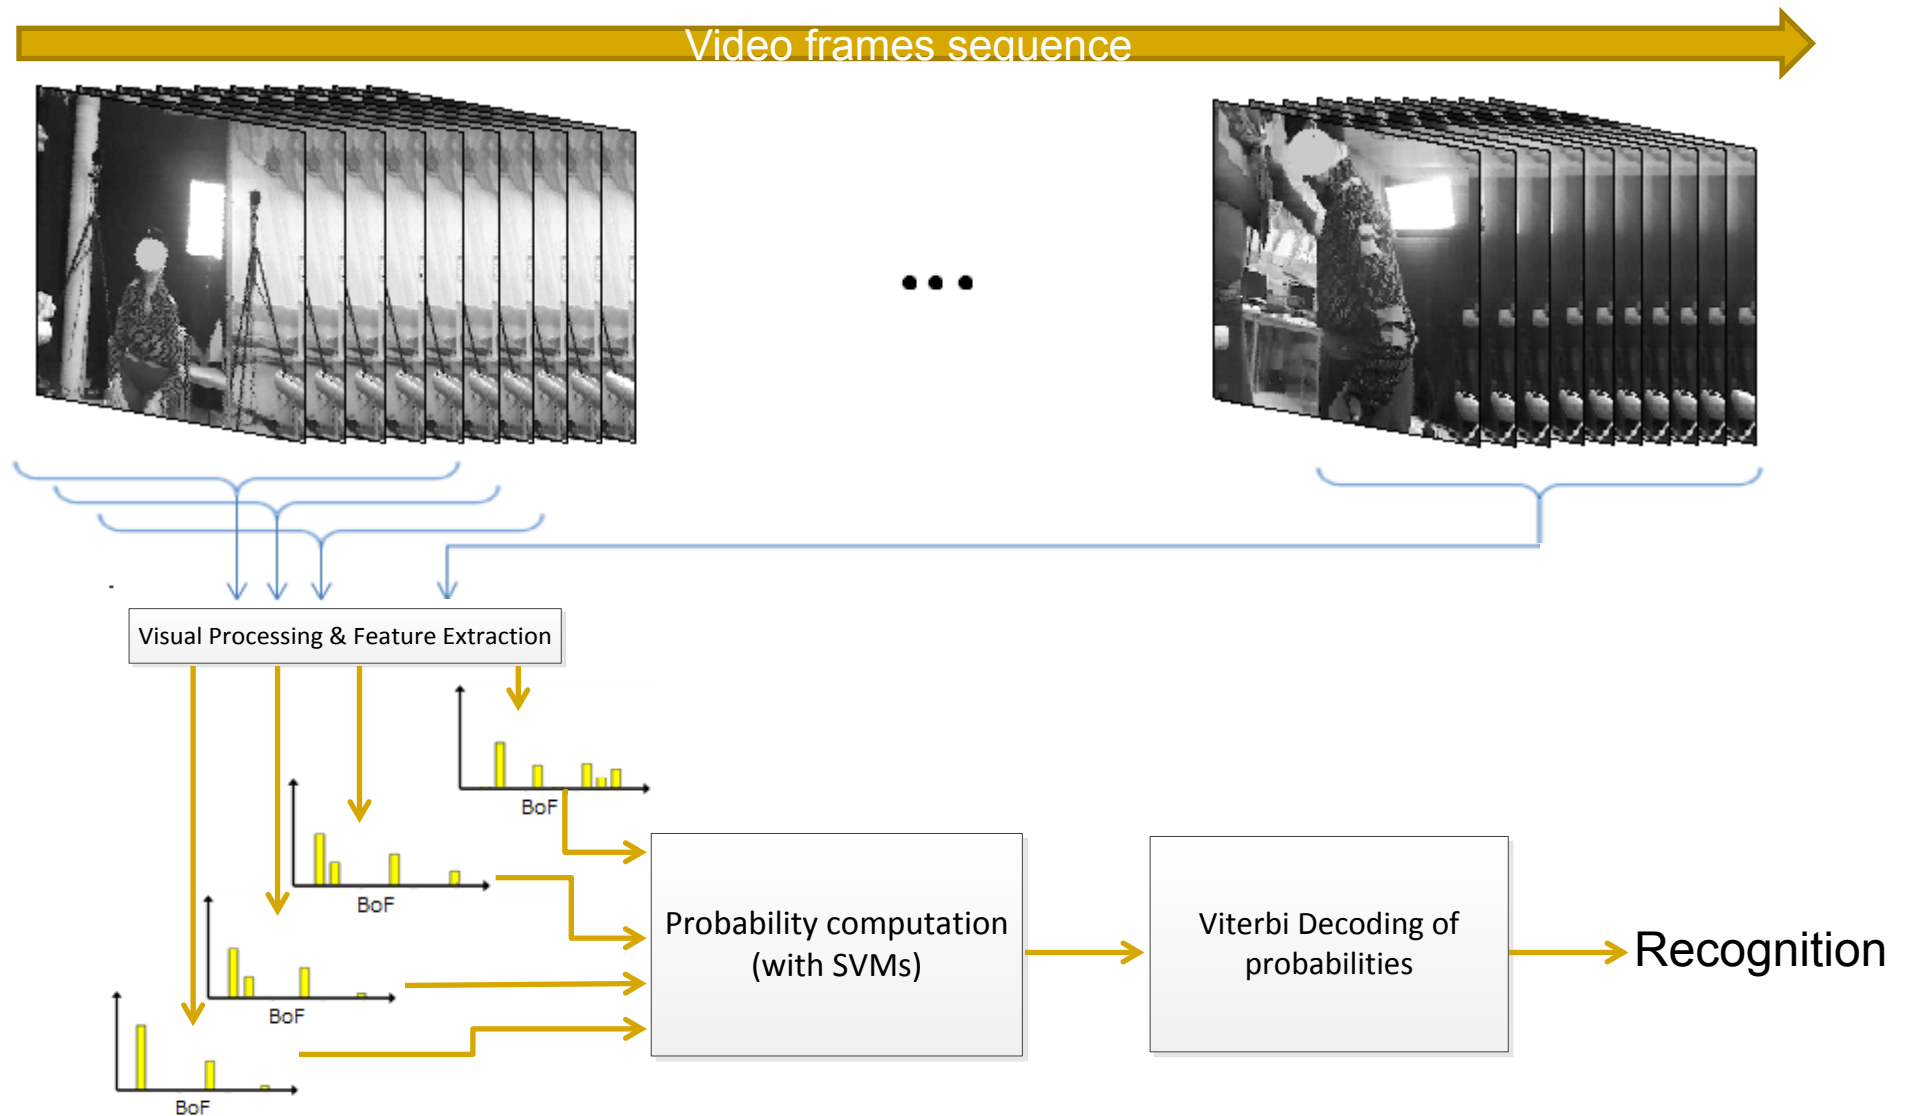 Video frames sequence
Visual Processing & Feature Extraction
BoF
BoF
BoF
BoF
Probability computation
(with SVMs)
Viterbi Decoding of
probabilities
Recognition